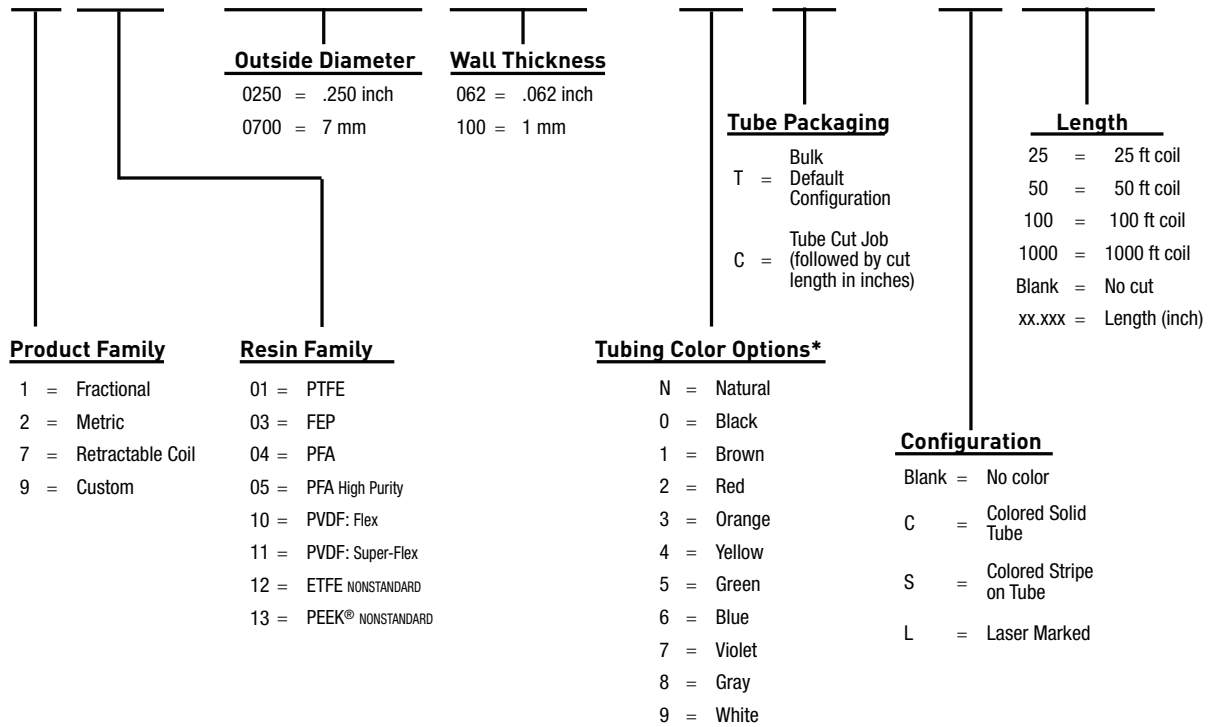 Outside Diameter
0250 = .250 inch
0700 = 7 mm
Wall Thickness
062 = .062 inch
100 = 1 mm
Tube Packaging
T = Bulk
Default
Configuration
C = Tube Cut Job
(followed by cut
length in inches)
Length
25 = 25 ft coil
50 = 50 ft coil
100 = 100 ft coil
1000 = 1000 ft coil
Blank = No cut
xx.xxx = Length (inch)
Product Family
1 = Fractional
2 = Metric
7 = Retractable Coil
9 = Custom
Resin Family
01 = PTFE
03 = FEP
04 = PFA
05 = PFA High Purity
10 = PVDF: Flex
11 = PVDF: Super-Flex
12 = ETFE NONSTANDARD
13 = PEEK® NONSTANDARD
Tubing Color Options*
N = Natural
0 = Black
1 = Brown
2 = Red
3 = Orange
4 = Yellow
5 = Green
6 = Blue
7 = Violet
8 = Gray
9 = White
Configuration
Blank = No color
C = Colored Solid
Tube
S = Colored Stripe
on Tube
L = Laser Marked